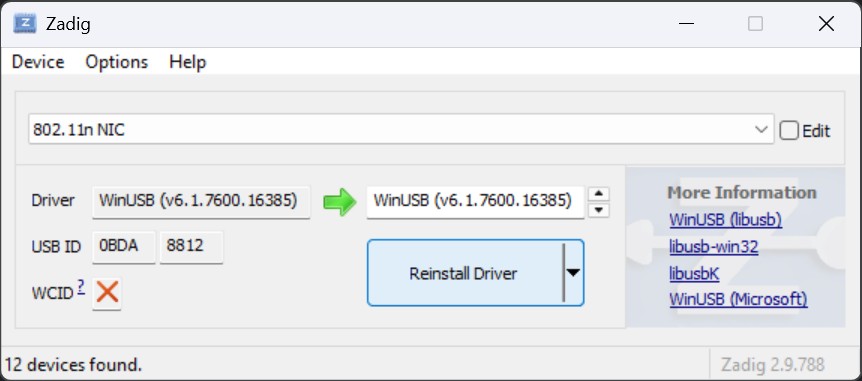 Zadig
Device Options Help
802.11n NIC
Edit
Driver WinUSB (v6.1.7600.16385) WinUSB (v6.1.7600.16385)
USB ID 0BDA 8812
WCID ?
Reinstall Driver
More Information
WinUSB (libusb)
libusb-win32
libusbK
WinUSB (Microsoft)
12 devices found.
Zadig 2.9.788